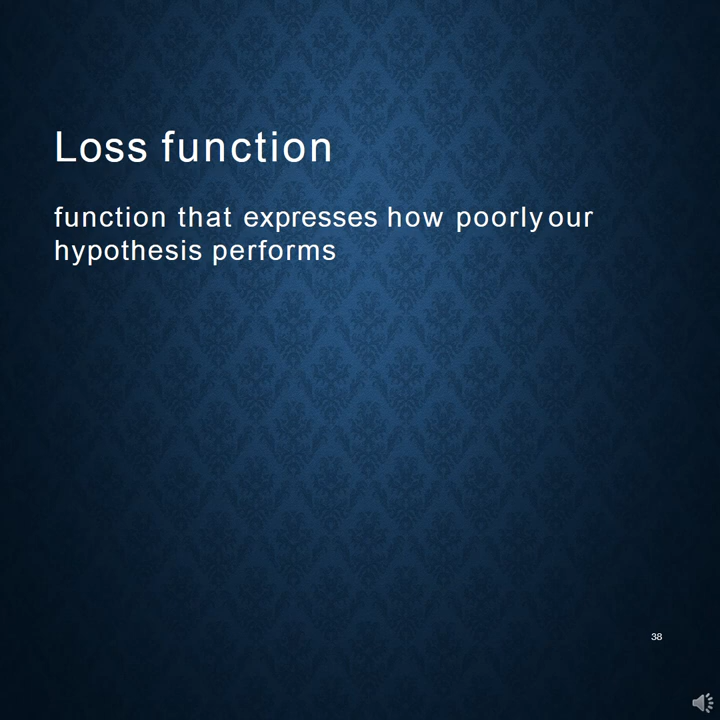 Loss function
function that expresses how poorly our
hypothesis performs
38